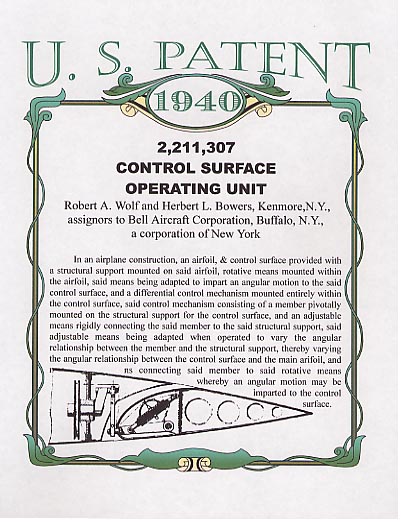 U. S. PATENT
1940
2,211,307
CONTROL SURFACE
OPERATING UNIT
Robert A. Wolf and Herbert L. Bowers, Kenmore,N.Y.,
assignors to Bell Aircraft Corporation, Buffalo, N.Y.,
a corporation of New York
In an airplane construction, an airfoil, & control surface provided with
a structural support mounted on said airfoil, rotative means mounted within
the airfoil, said means being adapted to impart an angular motion to the said
control surface, and a differential control mechanism mounted entirely within
the control surface, said control mechanism consisting of a member pivotally
mounted on the structural support for the control surface, and an adjustable
means rigidly connecting the said member to the said structural support, said
adjustable means being adapted when operated to vary the angular
relationship between the member and the structural support, thereby varying
the angular relationship between the control surface and the main arifoil, and
ns connecting said member to said rotative means
whereby an angular motion may be
imparted to the control
surface.